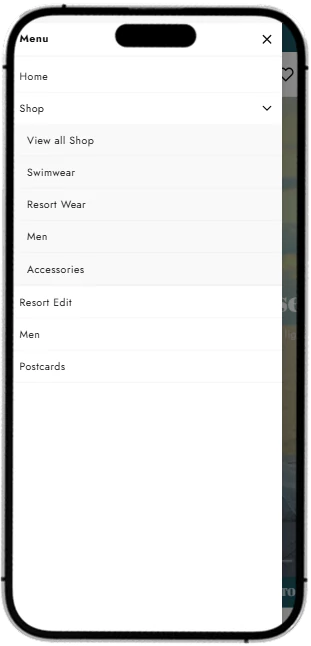 Menu
Home
Shop
View all Shop
Swimwear
Resort Wear
Men
Accessories
Resort Edit
Men
Postcards